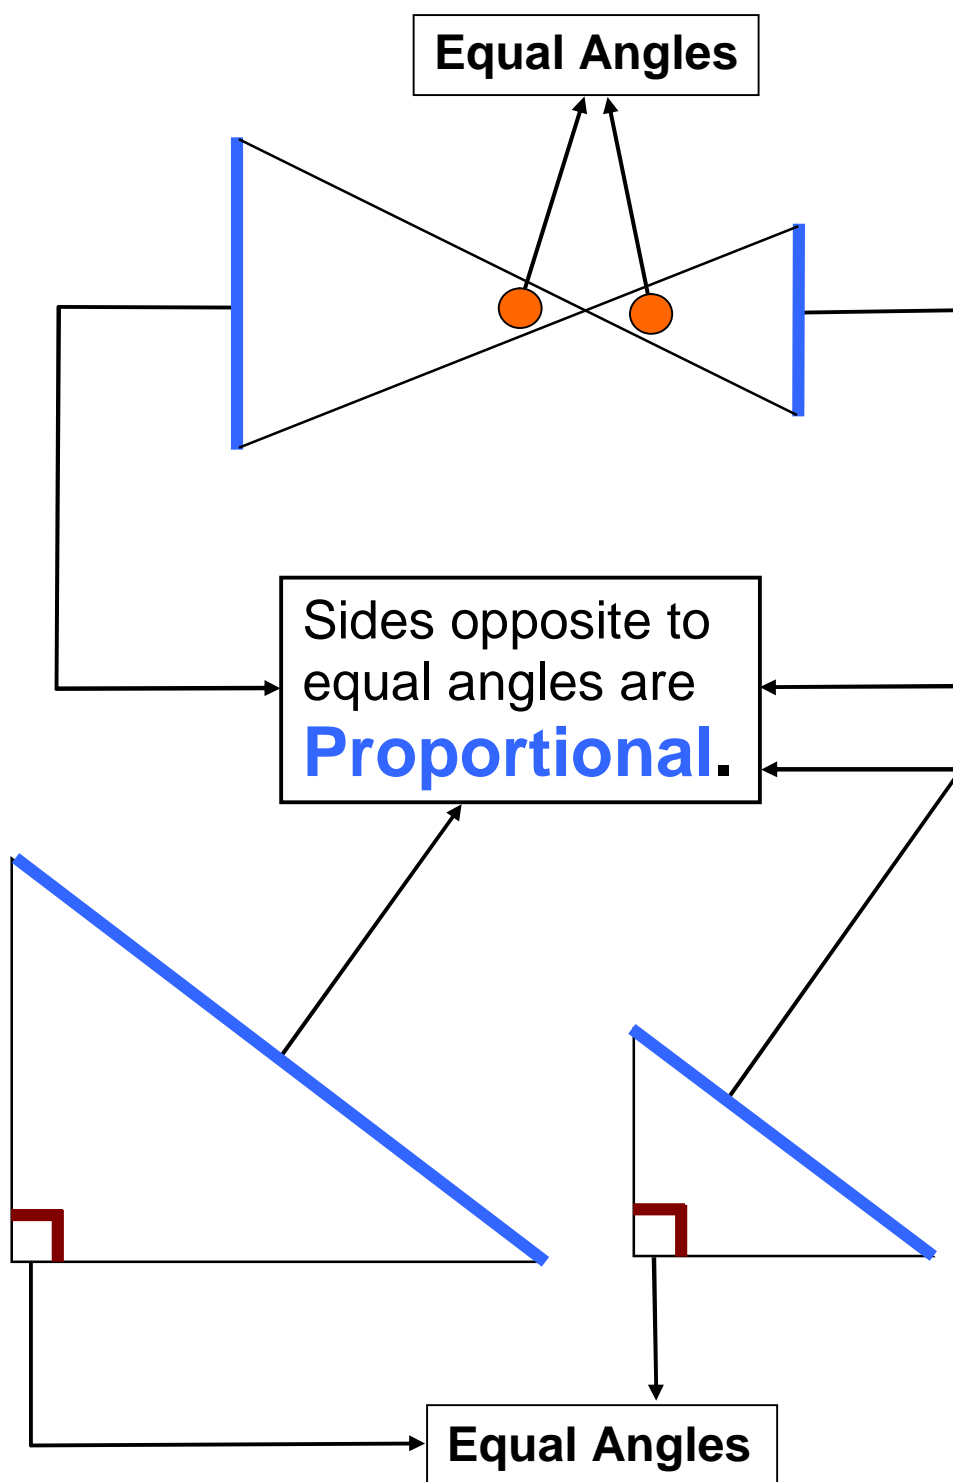 Equal Angles
Sides opposite to
equal angles are
Proportional.
Equal Angles